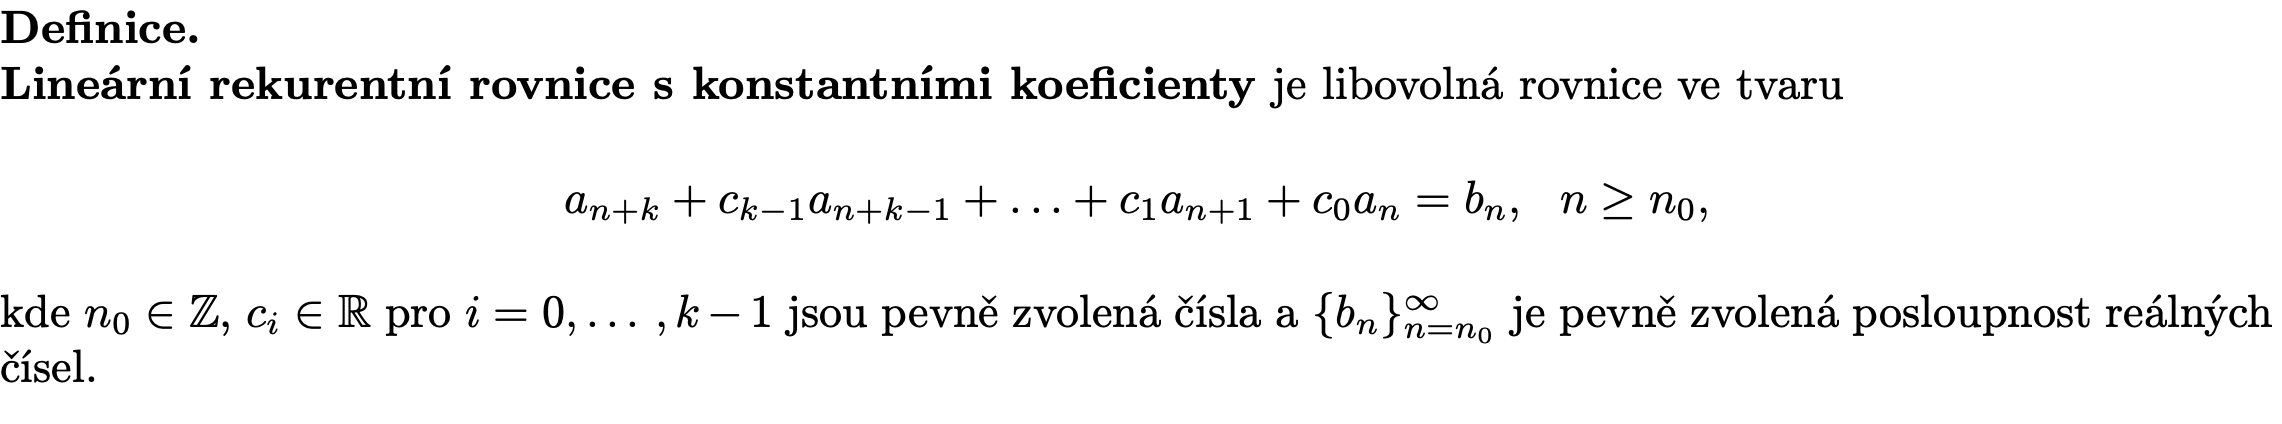 Definice.
Lineární rekurentní rovnice s konstantními koeficienty je libovolná rovnice ve tvaru
a_{n+k} + c_{k−1}a_{n+k−1} + . . . + c_1a_{n+1} + c_0a_n = b_n, n ≥ n_0,
kde n_0 ∈ ℤ, c_i ∈ ℝ pro i = 0, . . . , k − 1 jsou pevně zvolená čísla a {b_n}_{n=n_0}^∞ je pevně zvolená posloupnost reálných
čísel.